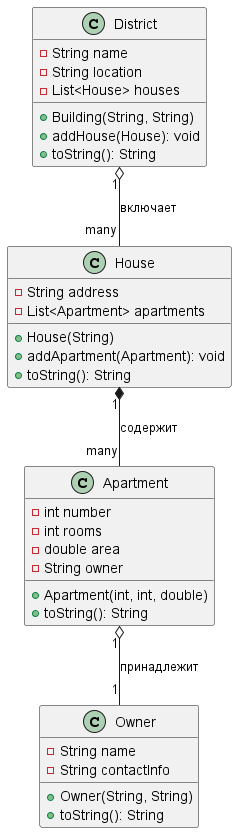 C District
String name
String location
List<House> houses
Building(String, String)
addHouse(House): void
toString(): String
1
включает
many
C House
String address
List<Apartment> apartments
House(String)
addApartment(Apartment): void
toString(): String
1
содержит
many
C Apartment
int number
int rooms
double area
String owner
Apartment(int, int, double)
toString(): String
1
принадлежит
1
C Owner
String name
String contactInfo
Owner(String, String)
toString(): String